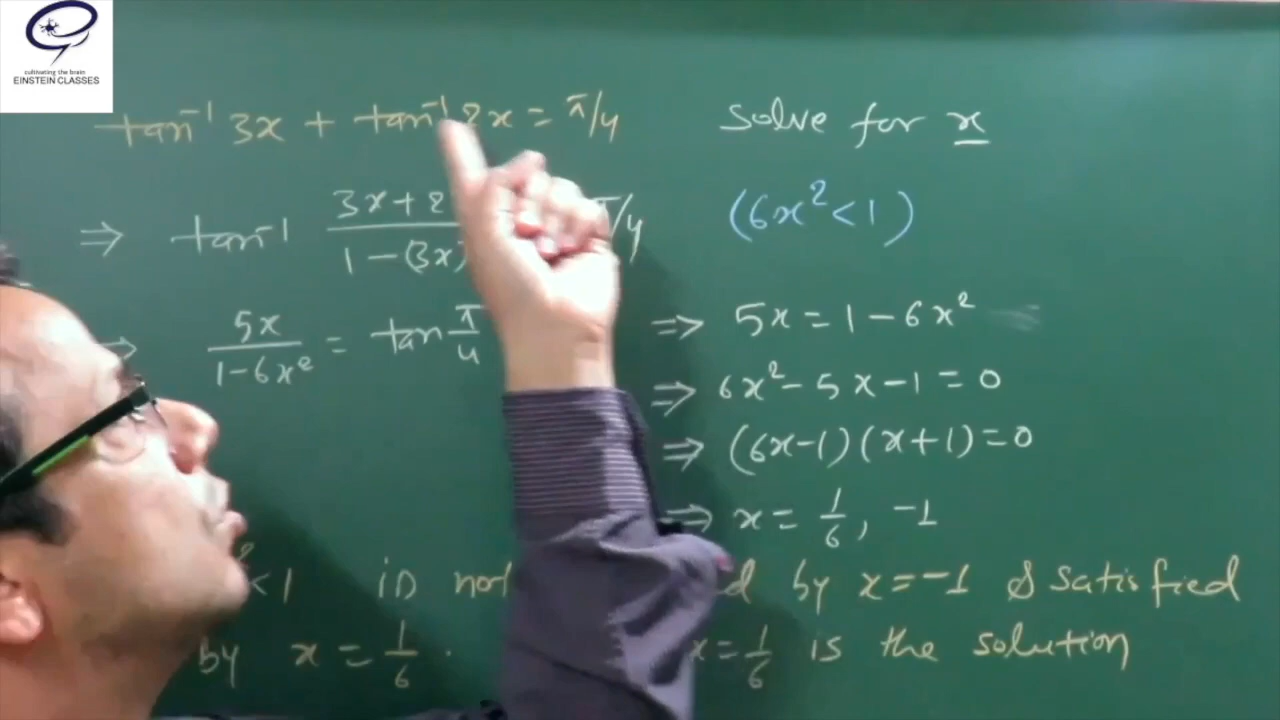 cultivating the brain
EINSTEIN CLASSES
tan⁻¹ 3x + tan⁻¹ 2x = π/4 solve for x
⇒ tan⁻¹ (3x+2 / 1-(3x) π/4 (6x²<1)
⇒ 5x/(1-6x²) = tan π/4 ⇒ 5x = 1-6x²
⇒ 6x²-5x-1=0
⇒ (6x-1)(x+1)=0
⇒ x = 1/6, -1
<1 is not by x=-1 & satisfied
by x = 1/6. x=1/6 is the solution